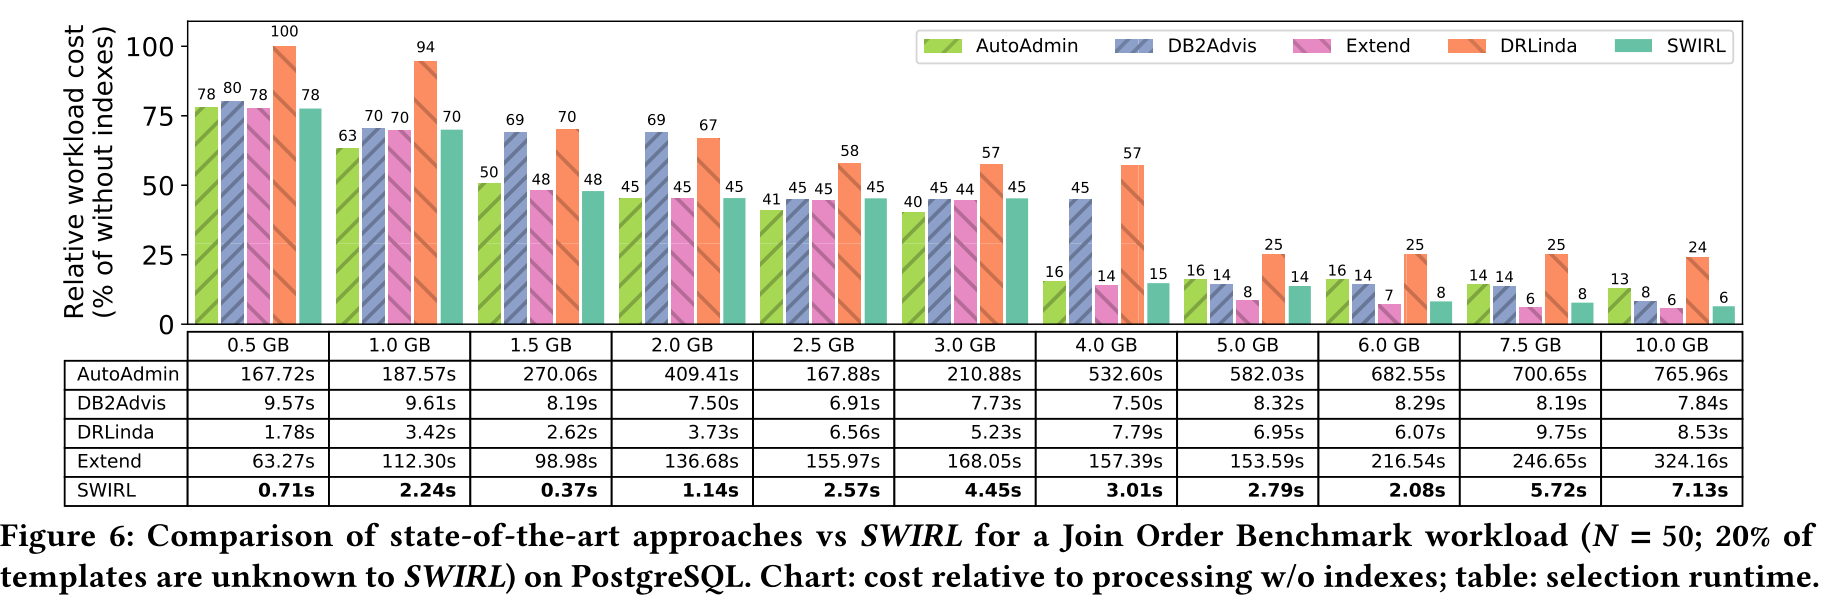 Relative workload cost
(% of without indexes)
100
75
50
25
0
AutoAdmin DB2Advis Extend DRLinda SWIRL
78 80 78 100 78
63 70 70 94 70
50 69 48 70 48
45 69 45 67 45
41 45 45 58 45
40 45 44 57 45
16 45 14 57 15
16 14 8 25 14
16 14 7 25 8
14 14 6 25 8
13 8 6 24 6
0.5 GB 1.0 GB 1.5 GB 2.0 GB 2.5 GB 3.0 GB 4.0 GB 5.0 GB 6.0 GB 7.5 GB 10.0 GB
AutoAdmin 167.72s 187.57s 270.06s 409.41s 167.88s 210.88s 532.60s 582.03s 682.55s 700.65s 765.96s
DB2Advis 9.57s 9.61s 8.19s 7.50s 6.91s 7.73s 7.50s 8.32s 8.29s 8.19s 7.84s
DRLinda 1.78s 3.42s 2.62s 3.73s 6.56s 5.23s 7.79s 6.95s 6.07s 9.75s 8.53s
Extend 63.27s 112.30s 98.98s 136.68s 155.97s 168.05s 157.39s 153.59s 216.54s 246.65s 324.16s
SWIRL 0.71s 2.24s 0.37s 1.14s 2.57s 4.45s 3.01s 2.79s 2.08s 5.72s 7.13s
Figure 6: Comparison of state-of-the-art approaches vs SWIRL for a Join Order Benchmark workload (N = 50; 20% of
templates are unknown to SWIRL) on PostgreSQL. Chart: cost relative to processing w/o indexes; table: selection runtime.